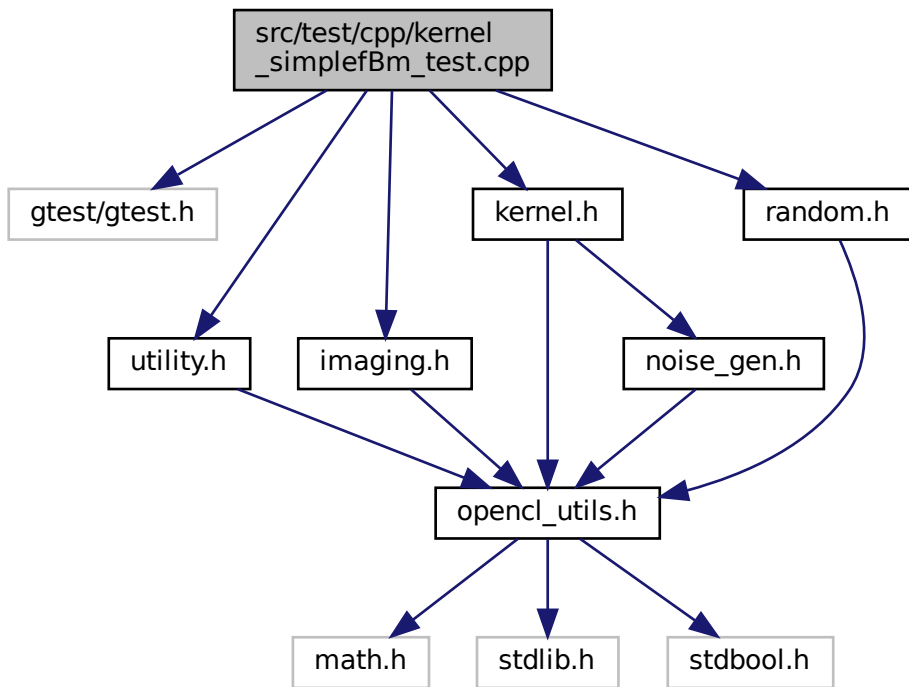 src/test/cpp/kernel
_simplefBm_test.cpp
gtest/gtest.h
kernel.h
random.h
utility.h
imaging.h
noise_gen.h
opencl_utils.h
math.h
stdlib.h
stdbool.h